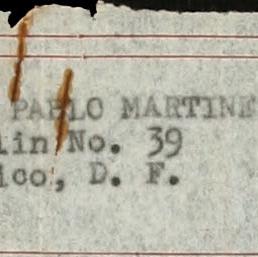 PABLO MARTINE
lin No. 39
ico, D. F.